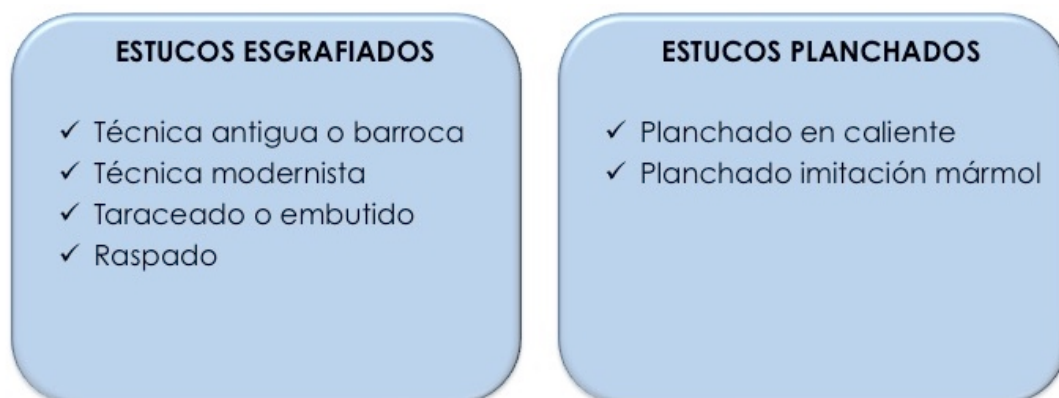 ESTUCOS ESGRAFIADOS
✓ Técnica antigua o barroca
✓ Técnica modernista
✓ Taraceado o embutido
✓ Raspado
ESTUCOS PLANCHADOS
✓ Planchado en caliente
✓ Planchado imitación mármol